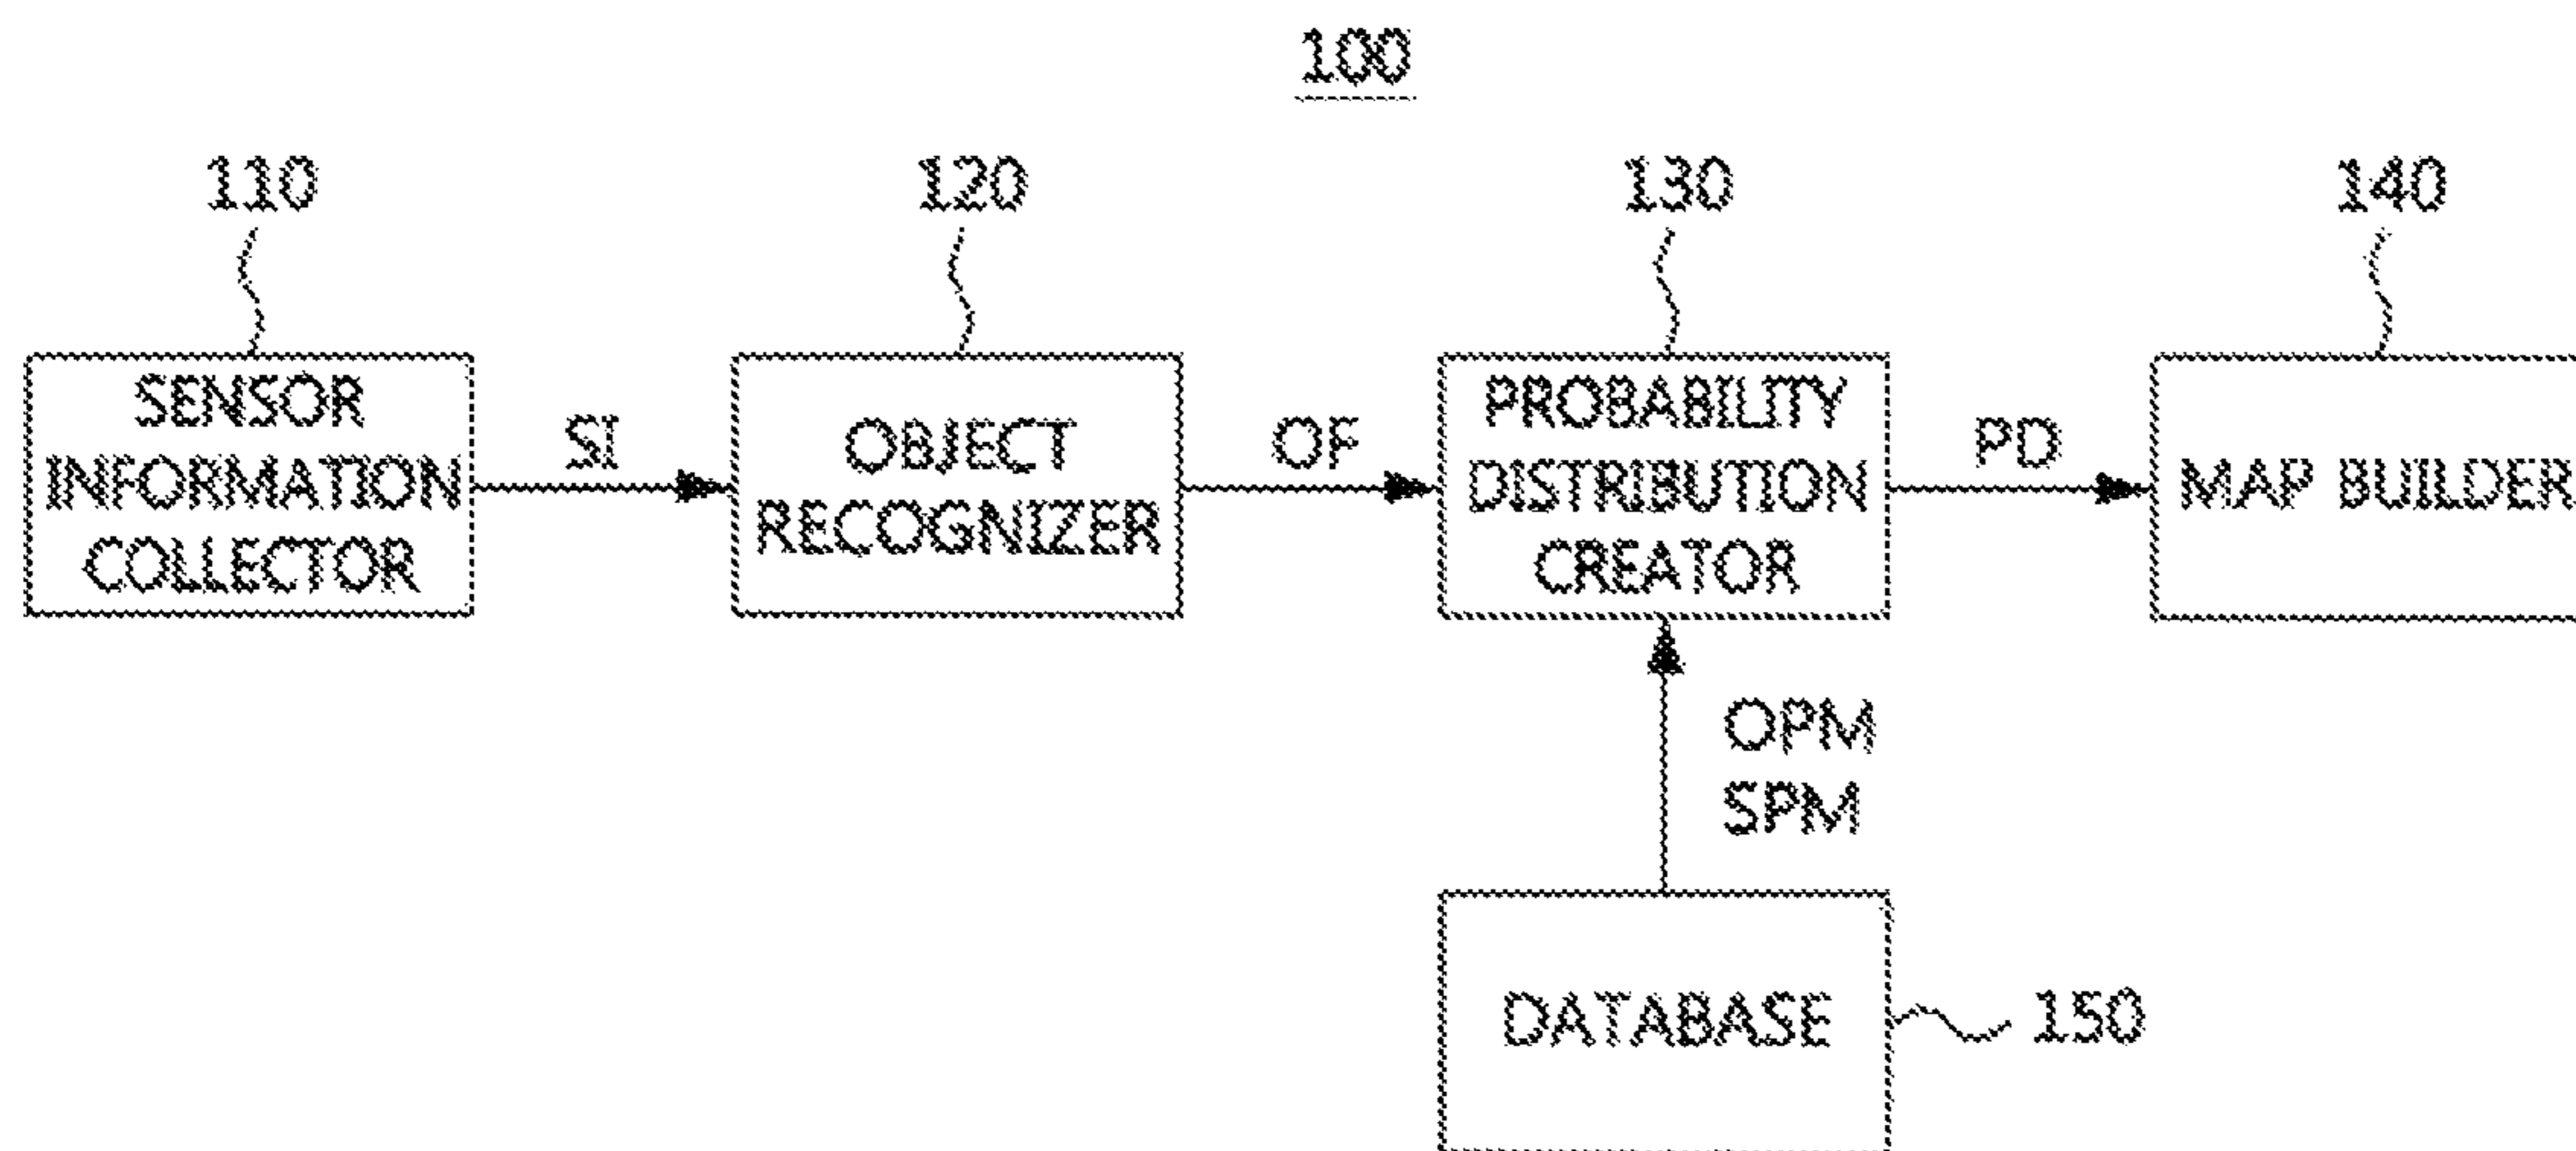 100
110
120
130
140
SENSOR
INFORMATION
COLLECTOR
SI
OBJECT
RECOGNIZER
OF
PROBABILITY
DISTRIBUTION
CREATOR
PD
MAP BUILDER
OPM
SPM
DATABASE
150